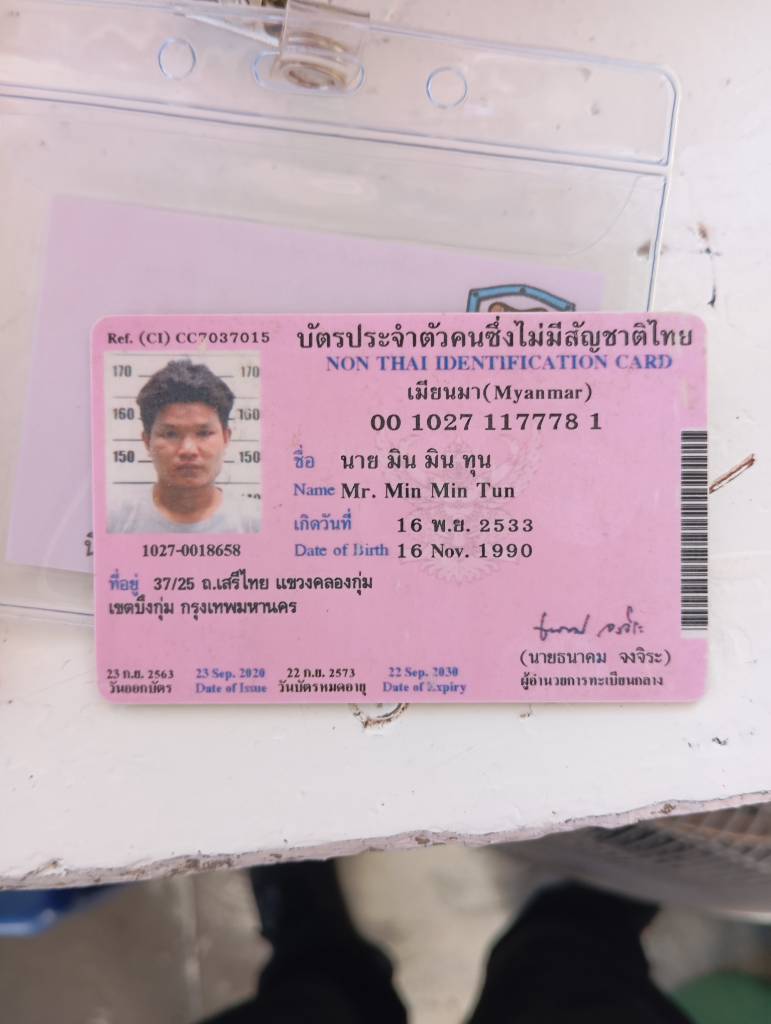 Ref. (CI) CC7037015
บัตรประจำตัวคนซึ่งไม่มีสัญชาติไทย
NON THAI IDENTIFICATION CARD
เมียนมา(Myanmar)
00 1027 117778 1
170 170
160 160
150 150
1027-0018658
ชื่อ นาย มิน มิน ทุน
Name Mr. Min Min Tun
เกิดวันที่ 16 พ.ย. 2533
Date of Birth 16 Nov. 1990
ที่อยู่ 37/25 ถ.เสรีไทย แขวงคลองกุ่ม
เขตบึงกุ่ม กรุงเทพมหานคร
(นายธนาคม จงจิระ)
ผู้อำนวยการทะเบียนกลาง
23 ก.ย. 2563 23 Sep. 2020 22 ก.ย. 2573 22 Sep. 2030
วันออกบัตร Date of Issue วันบัตรหมดอายุ Date of Expiry